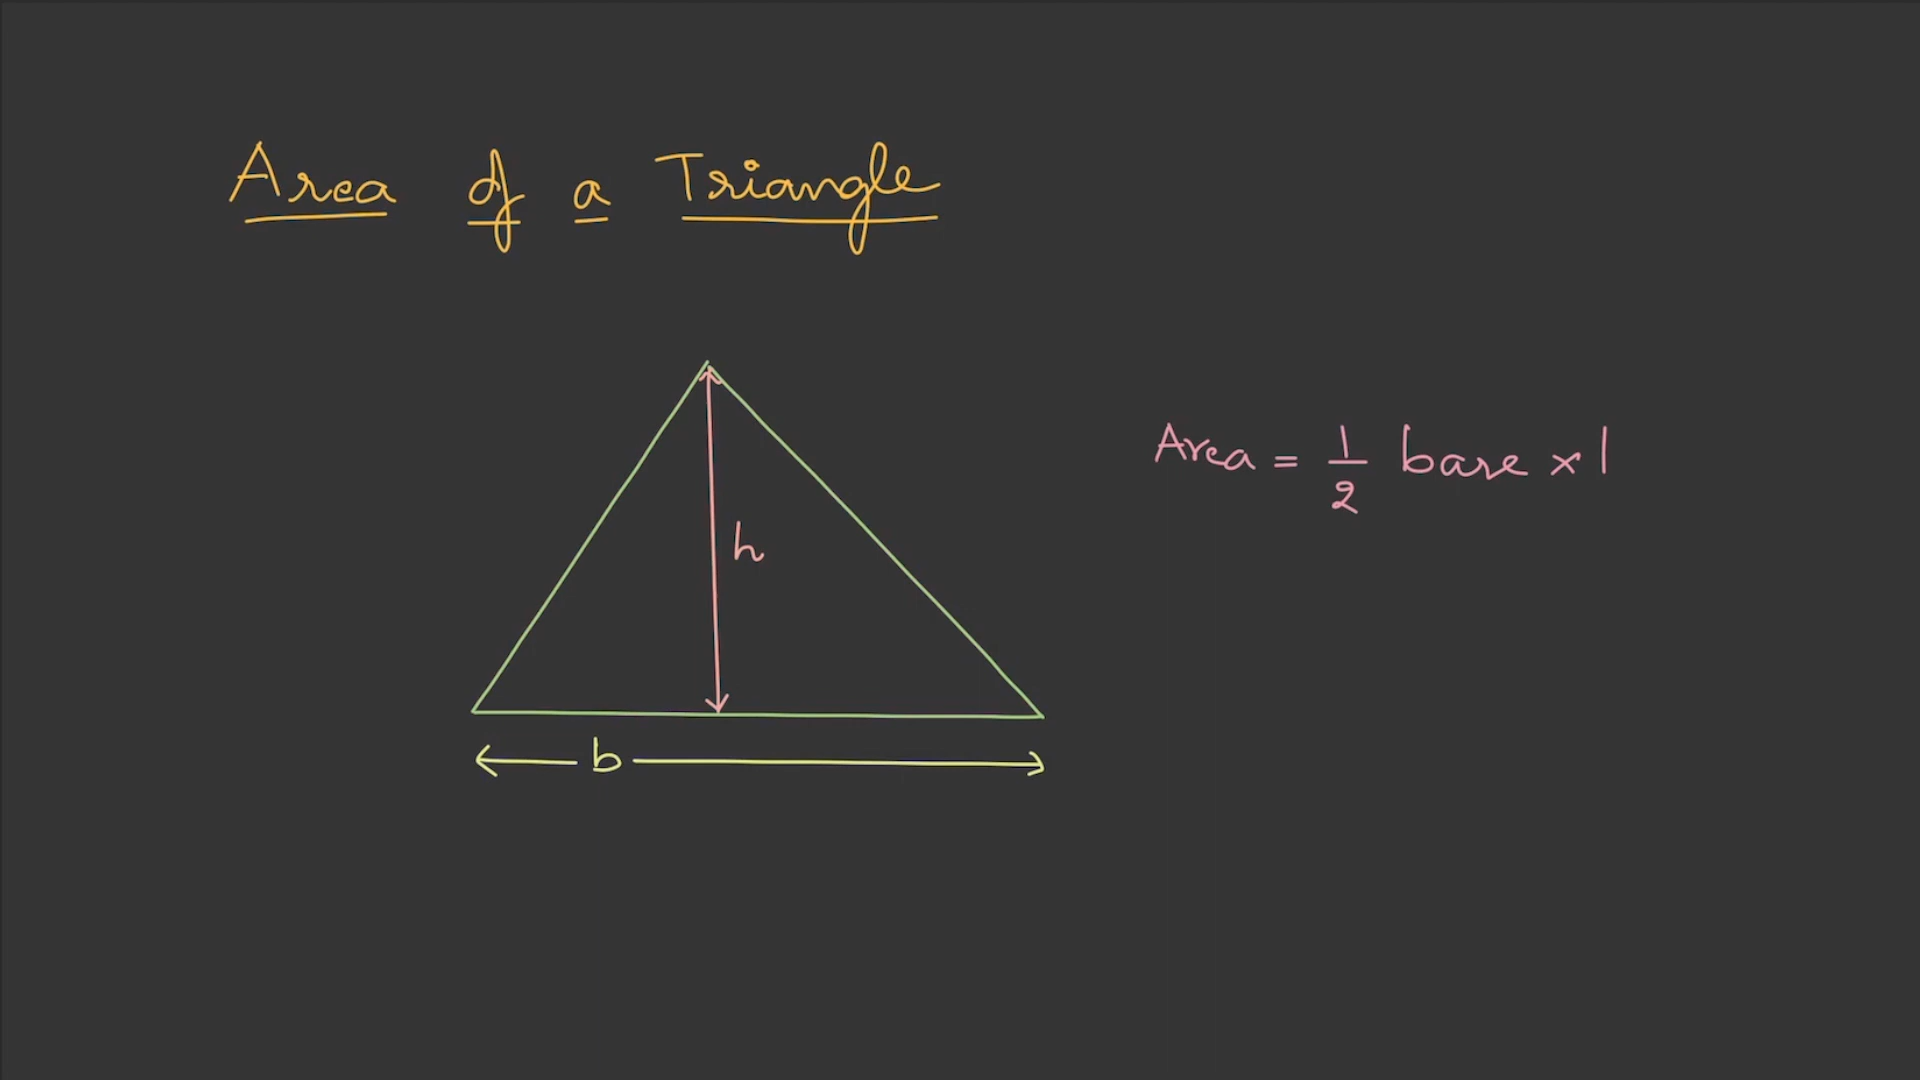 Area of a Triangle
Area = 1/2 base × l
h
b